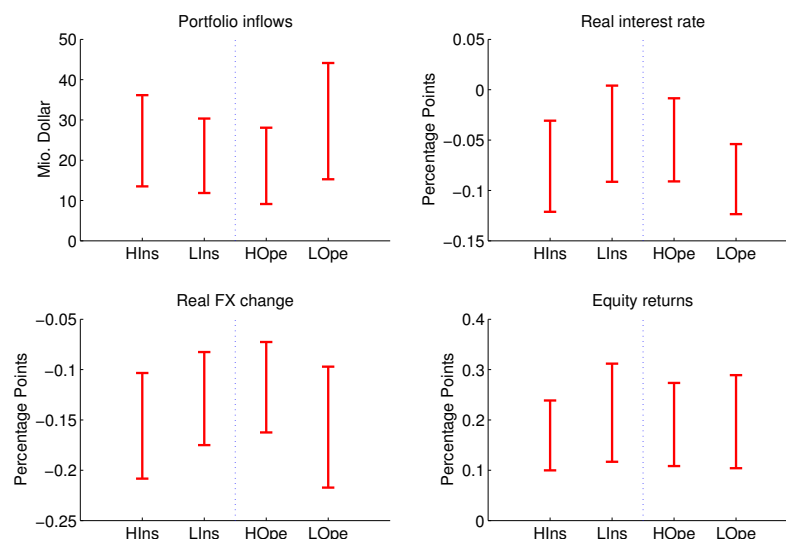 Portfolio inflows
50
40
30
20
10
0
Mio. Dollar
HIns LIns HOpe LOpe
Real interest rate
0.05
0
−0.05
−0.1
−0.15
Percentage Points
HIns LIns HOpe LOpe
Real FX change
−0.05
−0.1
−0.15
−0.2
−0.25
Percentage Points
HIns LIns HOpe LOpe
Equity returns
0.4
0.3
0.2
0.1
0
Percentage Points
HIns LIns HOpe LOpe